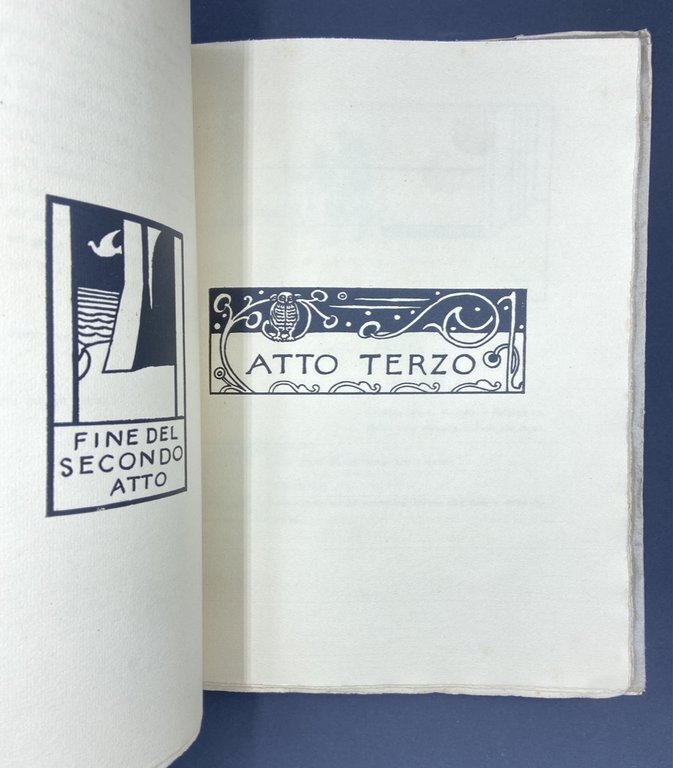 FINE DEL
SECONDO
ATTO
ATTO TERZO